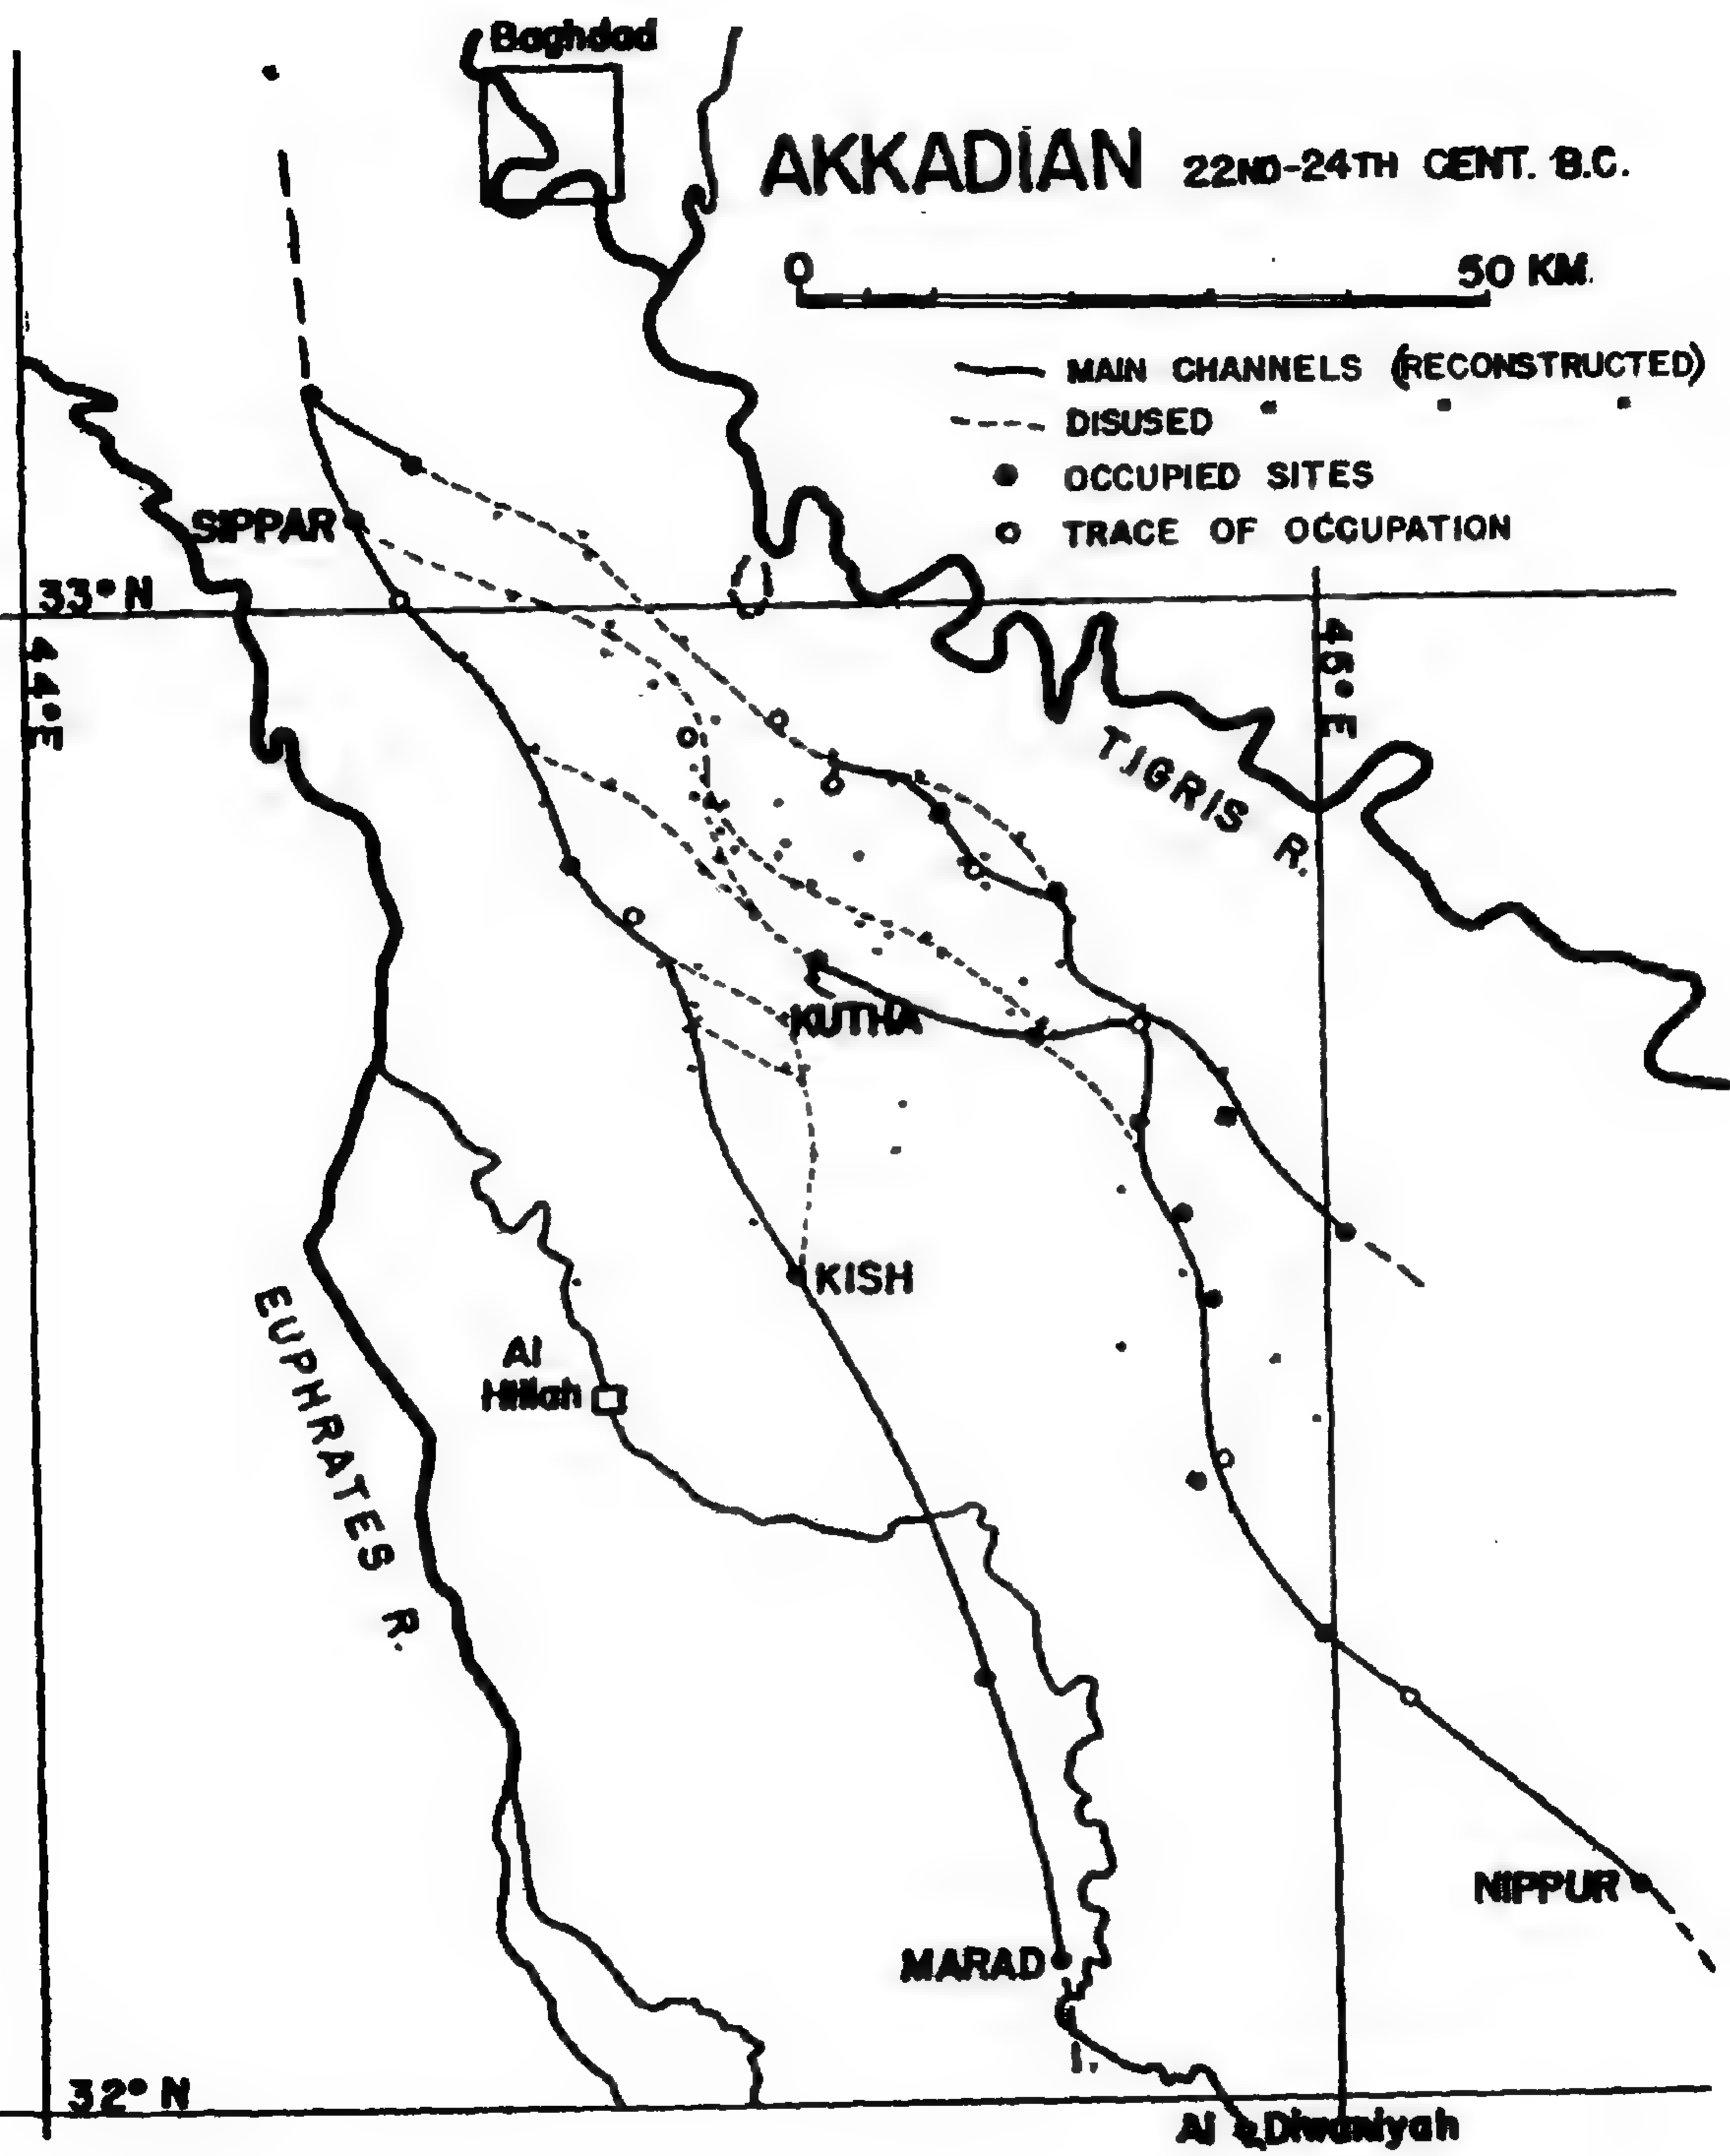 Baghdad
AKKADIAN 22ND-24TH CENT. B.C.
0 50 KM.
MAIN CHANNELS (RECONSTRUCTED)
DISUSED
OCCUPIED SITES
TRACE OF OCCUPATION
SIPPAR
33° N
44° E
45° E
TIGRIS R.
KUTHA
KISH
EUPHRATES R.
Al
Hillah
NIPPUR
MARAD
32° N
Al Diwaniyah